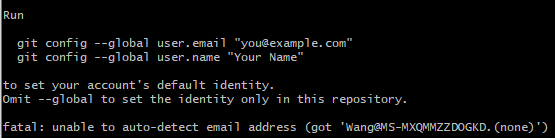 Run
git config --global user.email "you@example.com"
git config --global user.name "Your Name"
to set your account's default identity.
Omit --global to set the identity only in this repository.
fatal: unable to auto-detect email address (got 'Wang@MS-MXQMMZZDOGKD.(none)')